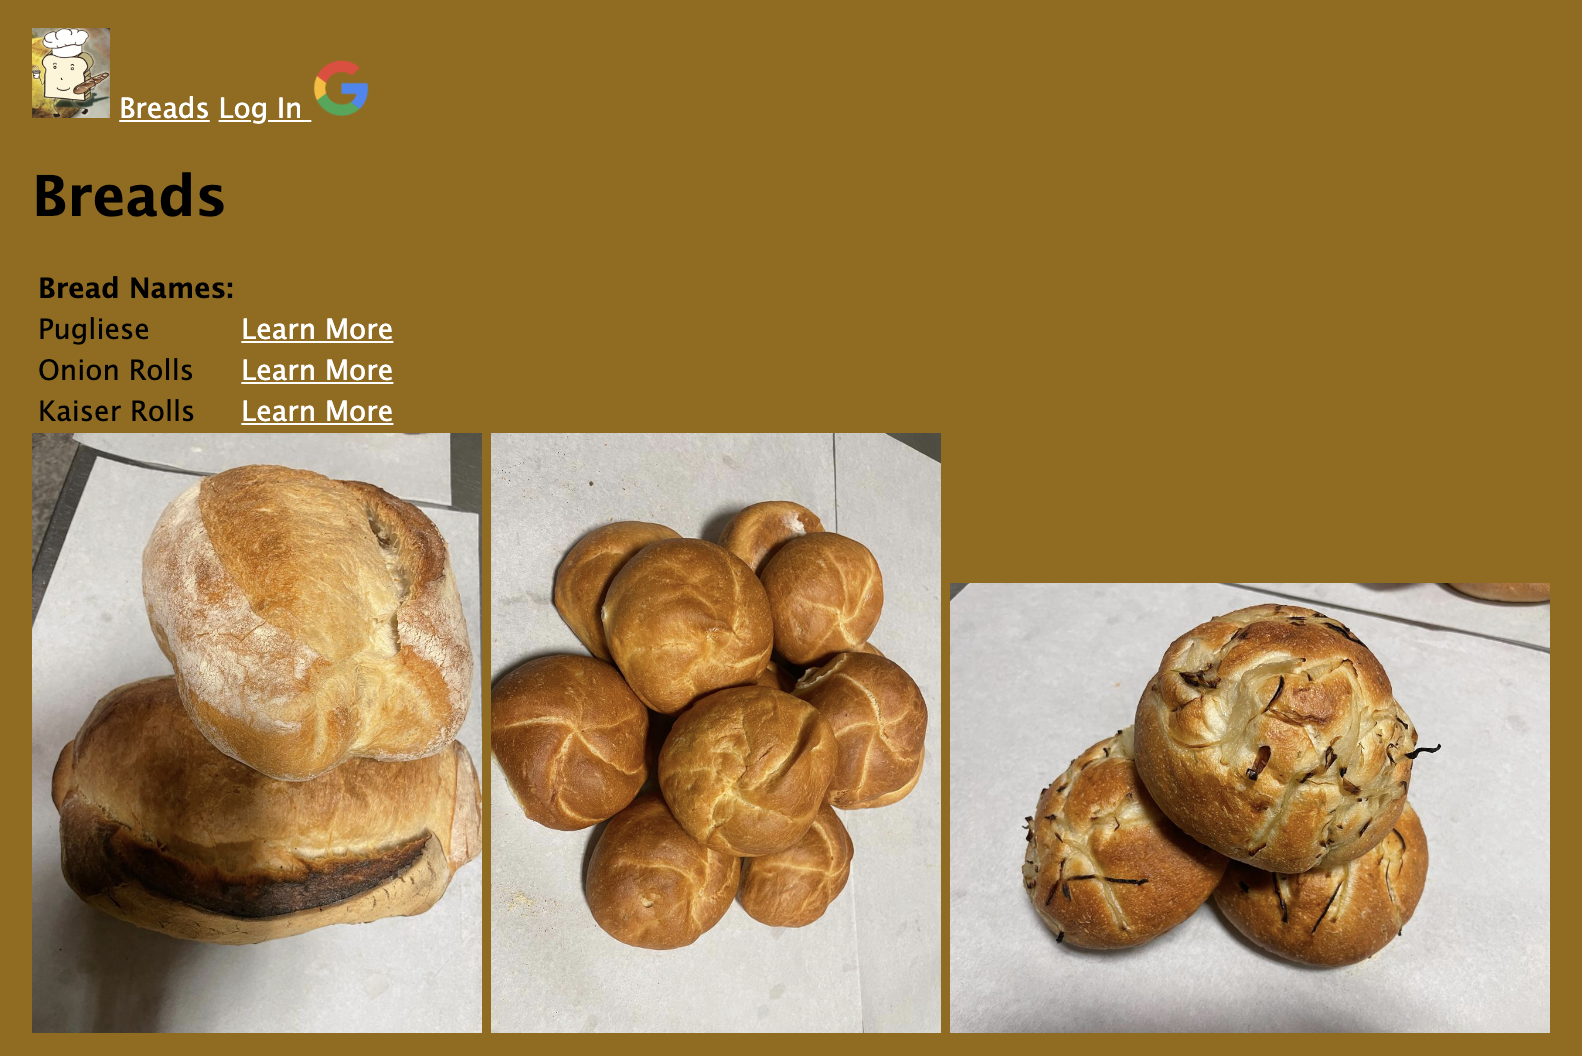 Breads Log In
Breads
Bread Names:
Pugliese Learn More
Onion Rolls Learn More
Kaiser Rolls Learn More